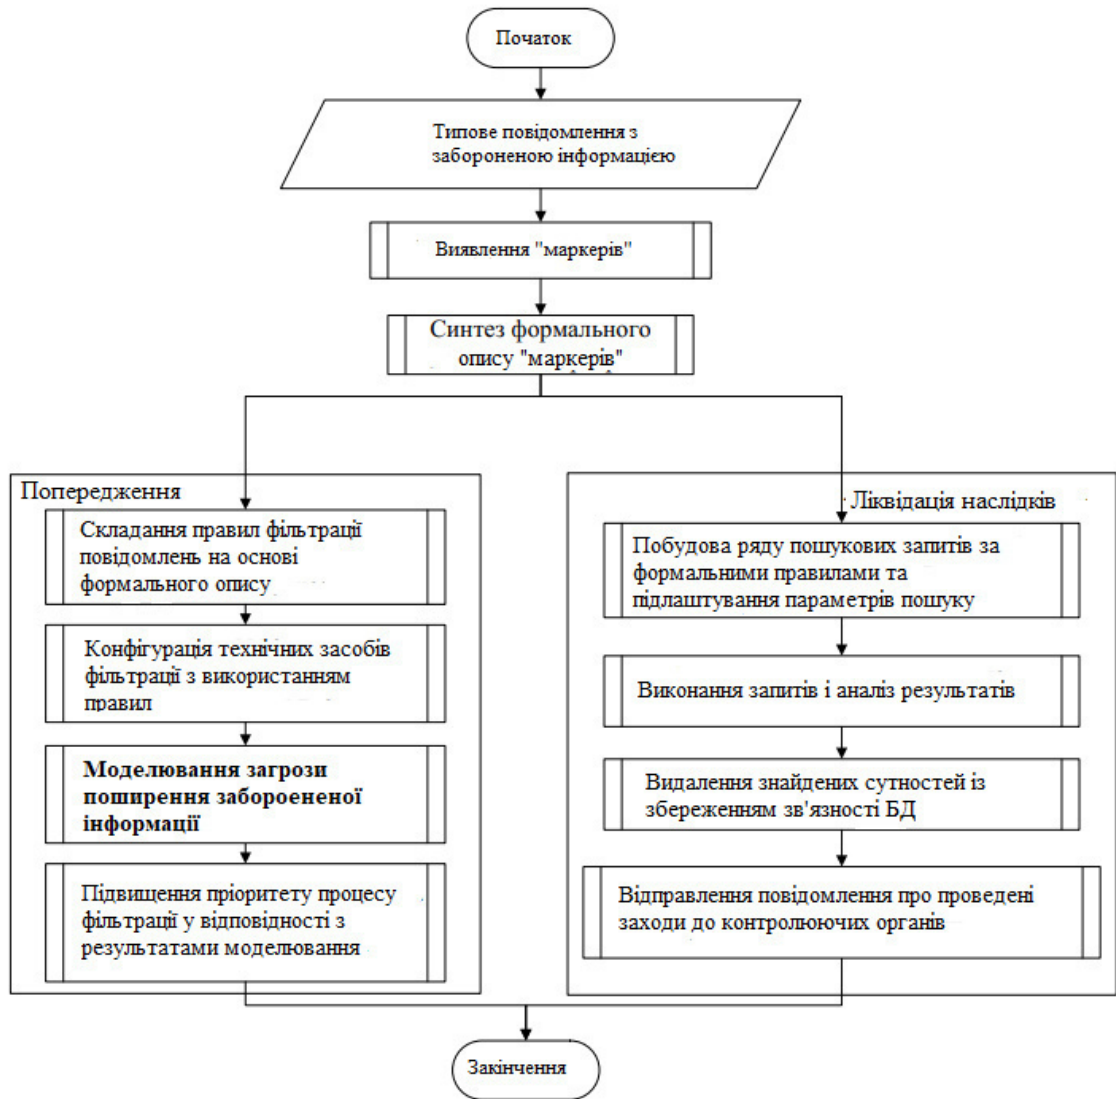 Початок
Типове повідомлення з
забороненою інформацією
Виявлення "маркерів"
Синтез формального
опису "маркерів"
Попередження
Складання правил фільтрації
повідомлень на основі
формального опису
Конфігурація технічних засобів
фільтрації з використанням
правил
Моделювання загрози
поширення забороененої
інформації
Підвищення пріоритету процесу
фільтрації у відповідності з
результатами моделювання
Ліквідація наслідків
Побудова ряду пошукових запитів за
формальними правилами та
підлаштування параметрів пошуку
Виконання запитів і аналіз результатів
Видалення знайдених сутностей із
збереженням зв'язності БД
Відправлення повідомлення про проведені
заходи до контролюючих органів
Закінчення